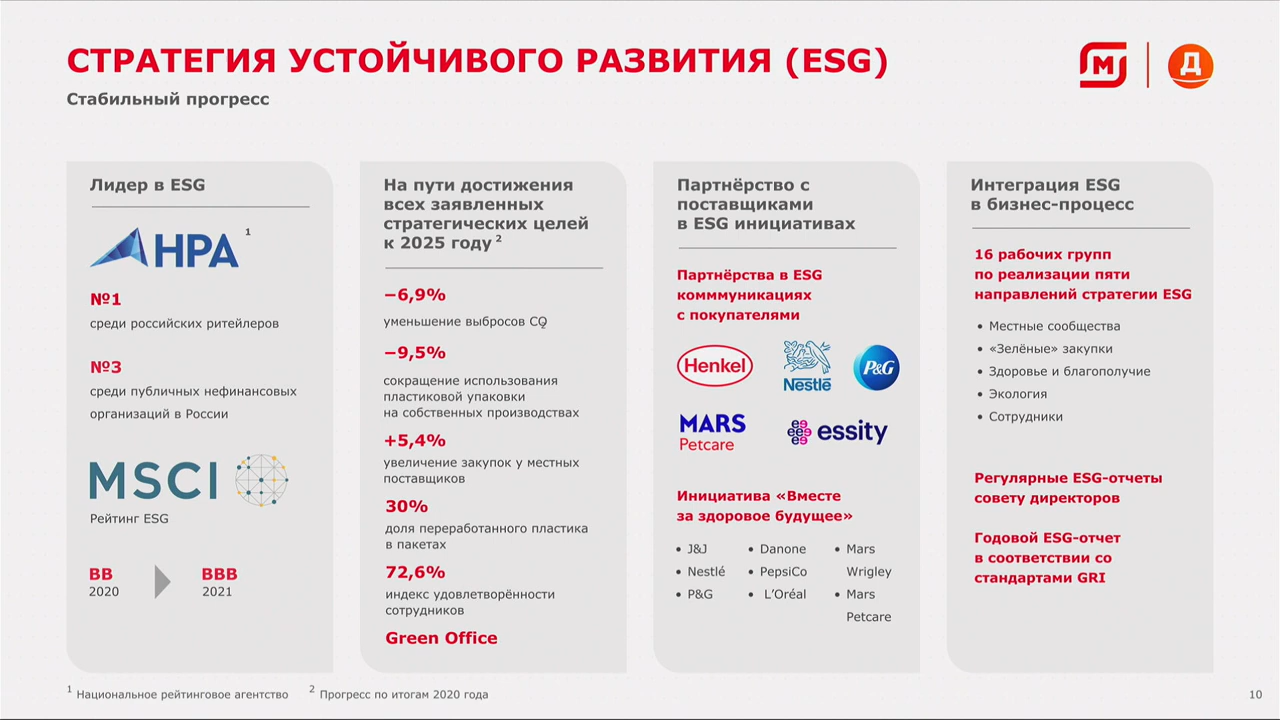 СТРАТЕГИЯ УСТОЙЧИВОГО РАЗВИТИЯ (ESG)
Стабильный прогресс
М
Д
Лидер в ESG
НРА 1
№1
среди российских ритейлеров
№3
среди публичных нефинансовых
организаций в России
MSCI
Рейтинг ESG
BB
2020
BBB
2021
На пути достижения
всех заявленных
стратегических целей
к 2025 году 2
−6,9%
уменьшение выбросов CO2
−9,5%
сокращение использования
пластиковой упаковки
на собственных производствах
+5,4%
увеличение закупок у местных
поставщиков
30%
доля переработанного пластика
в пакетах
72,6%
индекс удовлетворённости
сотрудников
Green Office
Партнёрство с
поставщиками
в ESG инициативах
Партнёрства в ESG
комммуникациях
с покупателями
Henkel
Nestlé
P&G
MARS
Petcare
essity
Инициатива «Вместе
за здоровое будущее»
• J&J
• Nestlé
• P&G
• Danone
• PepsiCo
• L’Oréal
• Mars
Wrigley
• Mars
Petcare
Интеграция ESG
в бизнес-процесс
16 рабочих групп
по реализации пяти
направлений стратегии ESG
• Местные сообщества
• «Зелёные» закупки
• Здоровье и благополучие
• Экология
• Сотрудники
Регулярные ESG-отчеты
совету директоров
Годовой ESG-отчет
в соответствии со
стандартами GRI
1 Национальное рейтинговое агентство
2 Прогресс по итогам 2020 года
10